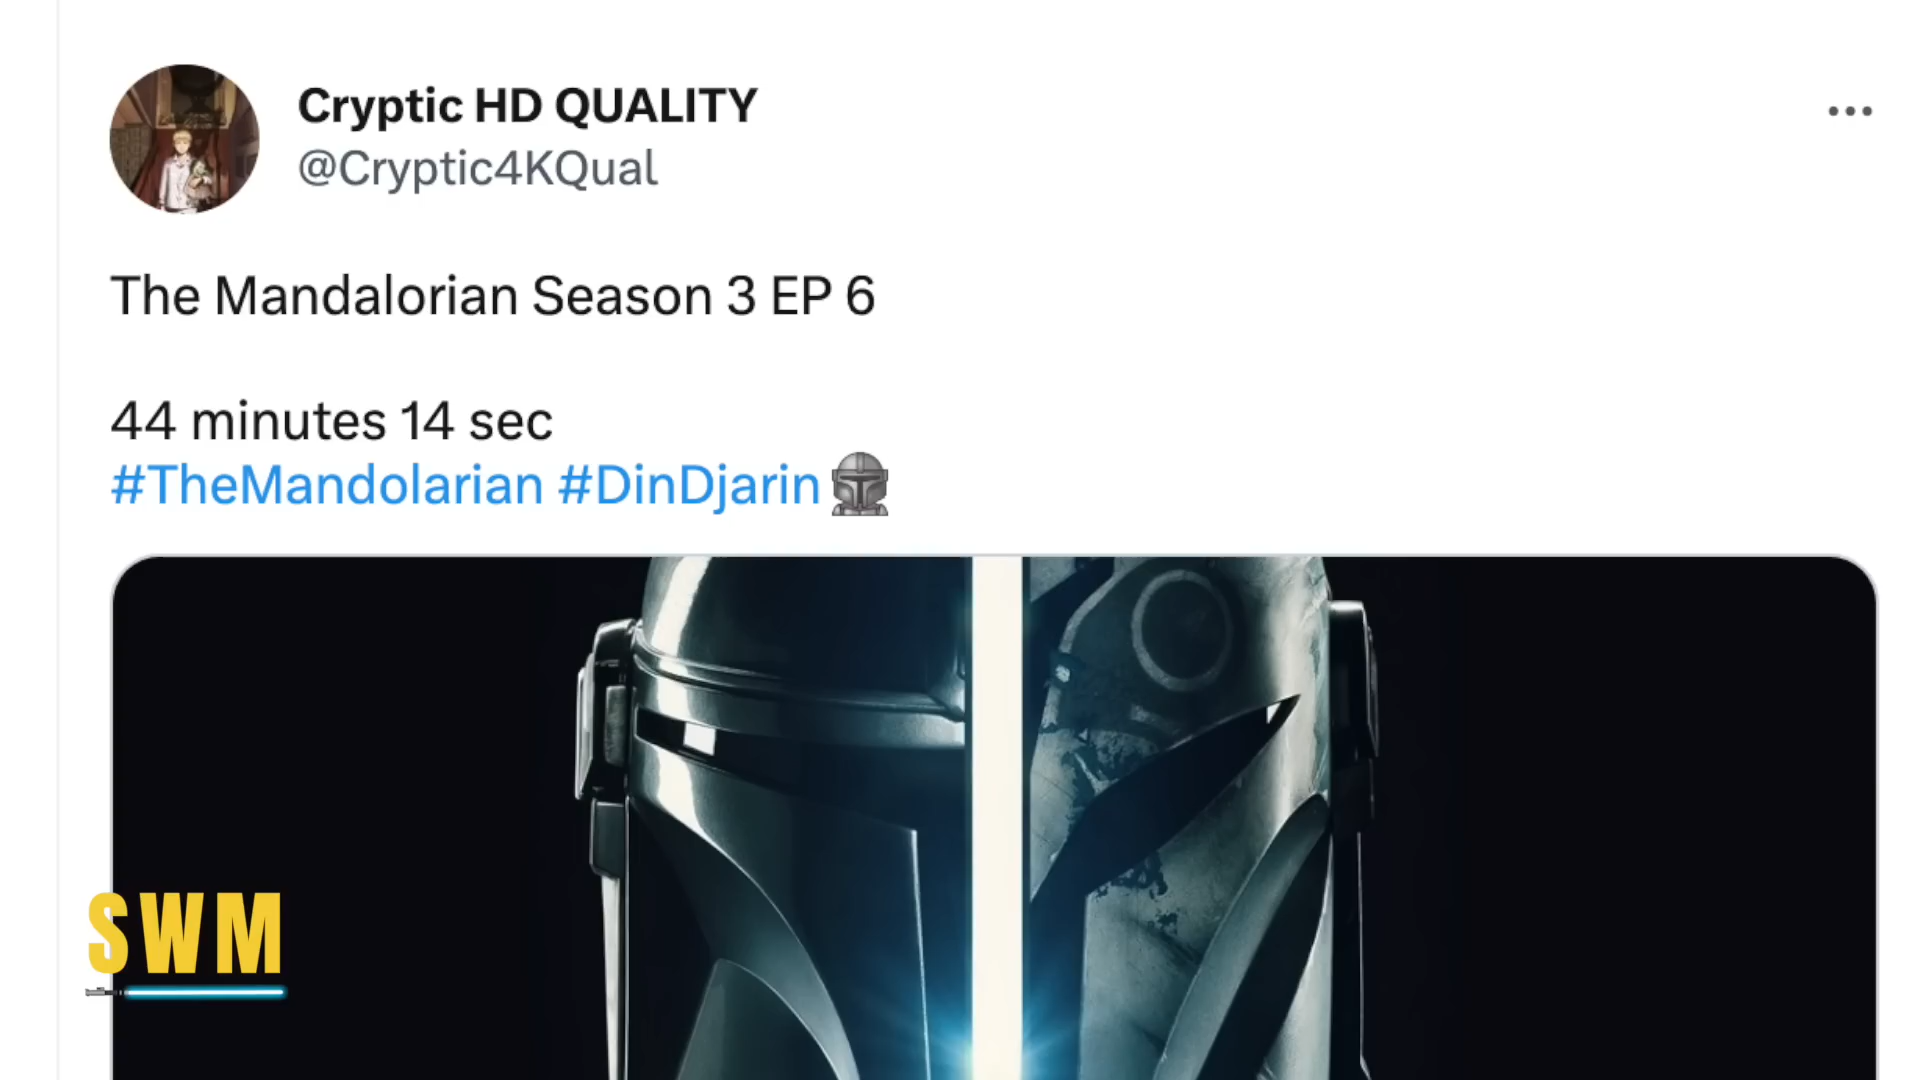 Cryptic HD QUALITY
@Cryptic4KQual
The Mandalorian Season 3 EP 6
44 minutes 14 sec
#TheMandolarian #DinDjarin
SWM